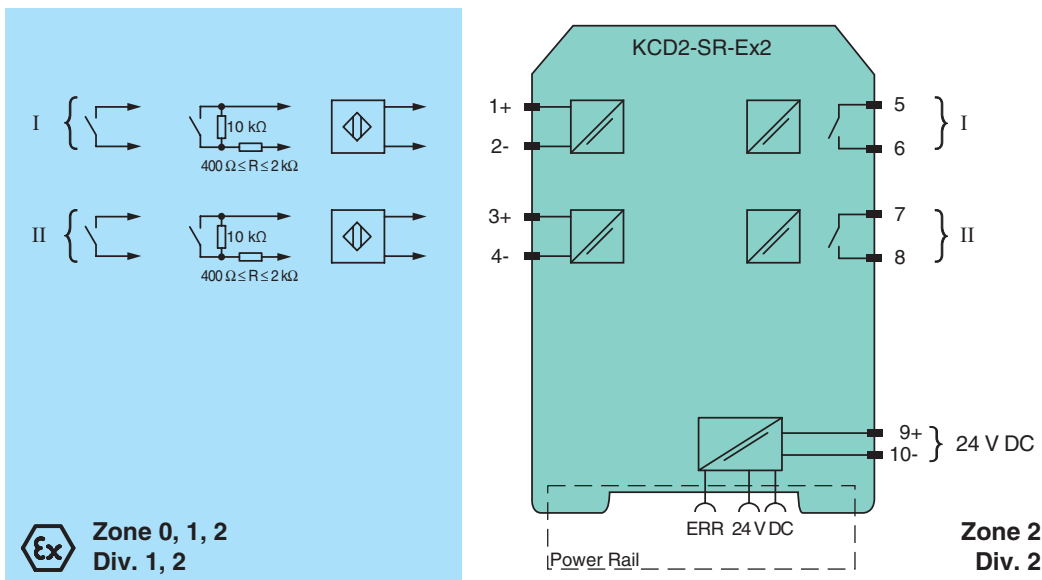 KCD2-SR-Ex2
I
10 kΩ
400 Ω ≤ R ≤ 2 kΩ
1+
2-
5
6
I
II
10 kΩ
400 Ω ≤ R ≤ 2 kΩ
3+
4-
7
8
II
9+
10-
24 V DC
ERR 24 V DC
Power Rail
Ex
Zone 0, 1, 2
Div. 1, 2
Zone 2
Div. 2